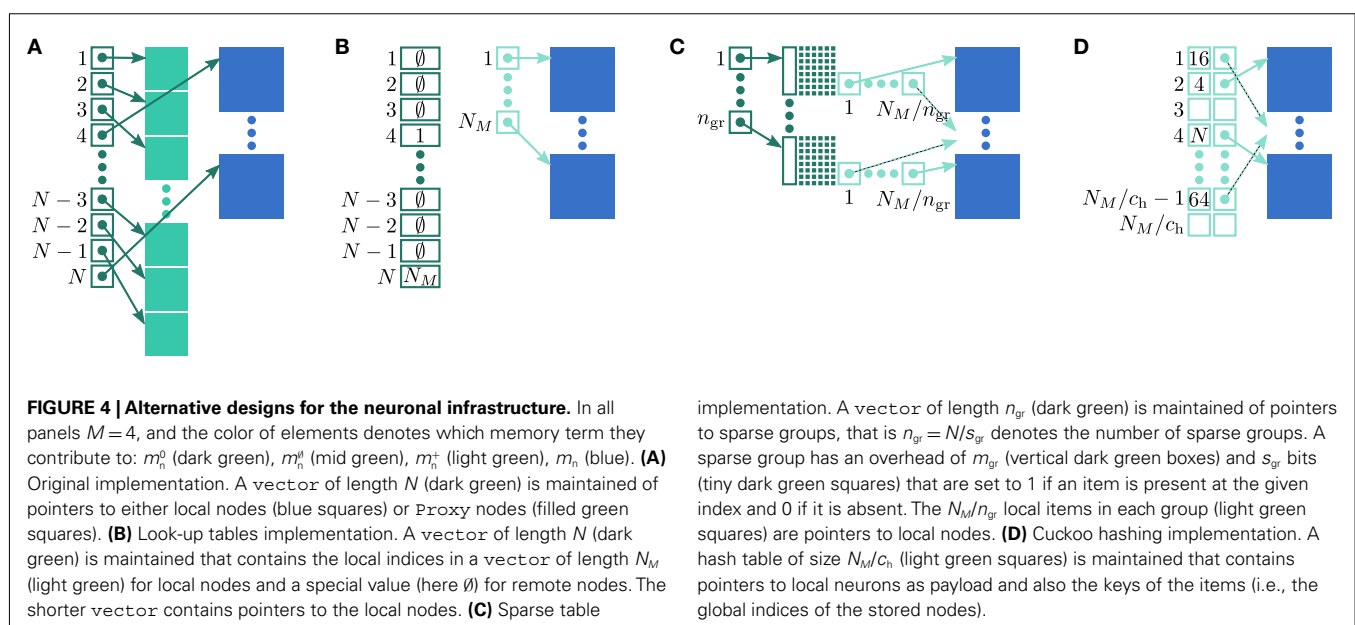 A
1
2
3
4
N − 3
N − 2
N − 1
N
B
1 ∅
2 ∅
3 ∅
4 1
N − 3 ∅
N − 2 ∅
N − 1 ∅
N N_M
1
N_M
C
1
n_gr
1 N_M/n_gr
1 N_M/n_gr
D
1 16
2 4
3
4 N
N_M/c_h − 1 64
N_M/c_h
FIGURE 4 | Alternative designs for the neuronal infrastructure. In all
panels M = 4, and the color of elements denotes which memory term they
contribute to: m_n^0 (dark green), m_n^∅ (mid green), m_n^+ (light green), m_n (blue). (A)
Original implementation. A vector of length N (dark green) is maintained of
pointers to either local nodes (blue squares) or Proxy nodes (filled green
squares). (B) Look-up tables implementation. A vector of length N (dark
green) is maintained that contains the local indices in a vector of length N_M
(light green) for local nodes and a special value (here ∅) for remote nodes. The
shorter vector contains pointers to the local nodes. (C) Sparse table
implementation. A vector of length n_gr (dark green) is maintained of pointers
to sparse groups, that is n_gr = N/s_gr denotes the number of sparse groups. A
sparse group has an overhead of m_gr (vertical dark green boxes) and s_gr bits
(tiny dark green squares) that are set to 1 if an item is present at the given
index and 0 if it is absent. The N_M/n_gr local items in each group (light green
squares) are pointers to local nodes. (D) Cuckoo hashing implementation. A
hash table of size N_M/c_h (light green squares) is maintained that contains
pointers to local neurons as payload and also the keys of the items (i.e., the
global indices of the stored nodes).